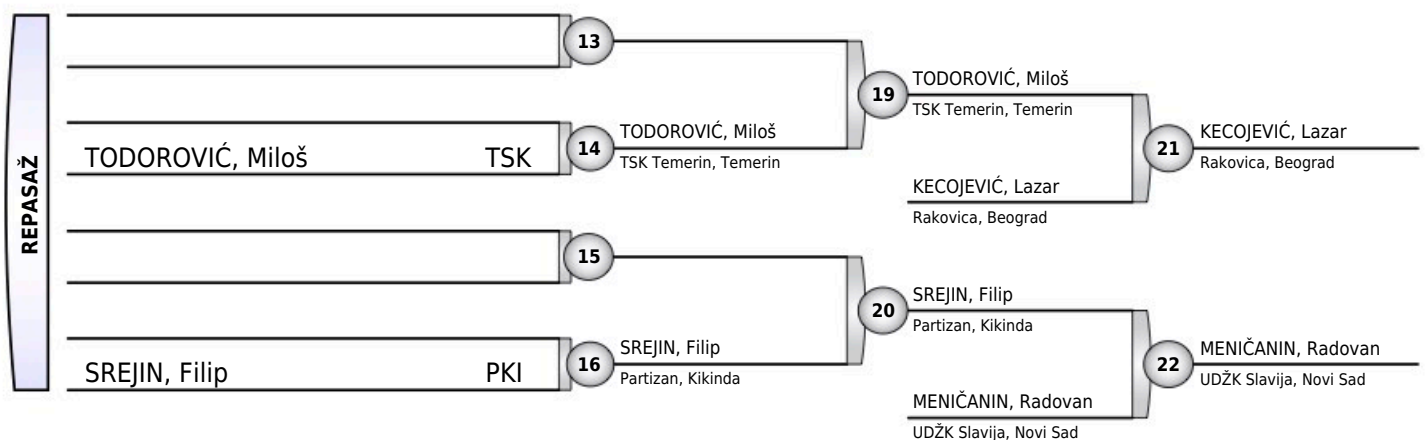 REPASAŽ
13
TODOROVIĆ, Miloš TSK
14
TODOROVIĆ, Miloš
TSK Temerin, Temerin
19
TODOROVIĆ, Miloš
TSK Temerin, Temerin
KECOJEVIĆ, Lazar
Rakovica, Beograd
21
KECOJEVIĆ, Lazar
Rakovica, Beograd
15
SREJIN, Filip PKI
16
SREJIN, Filip
Partizan, Kikinda
20
SREJIN, Filip
Partizan, Kikinda
MENIČANIN, Radovan
UDŽK Slavija, Novi Sad
22
MENIČANIN, Radovan
UDŽK Slavija, Novi Sad